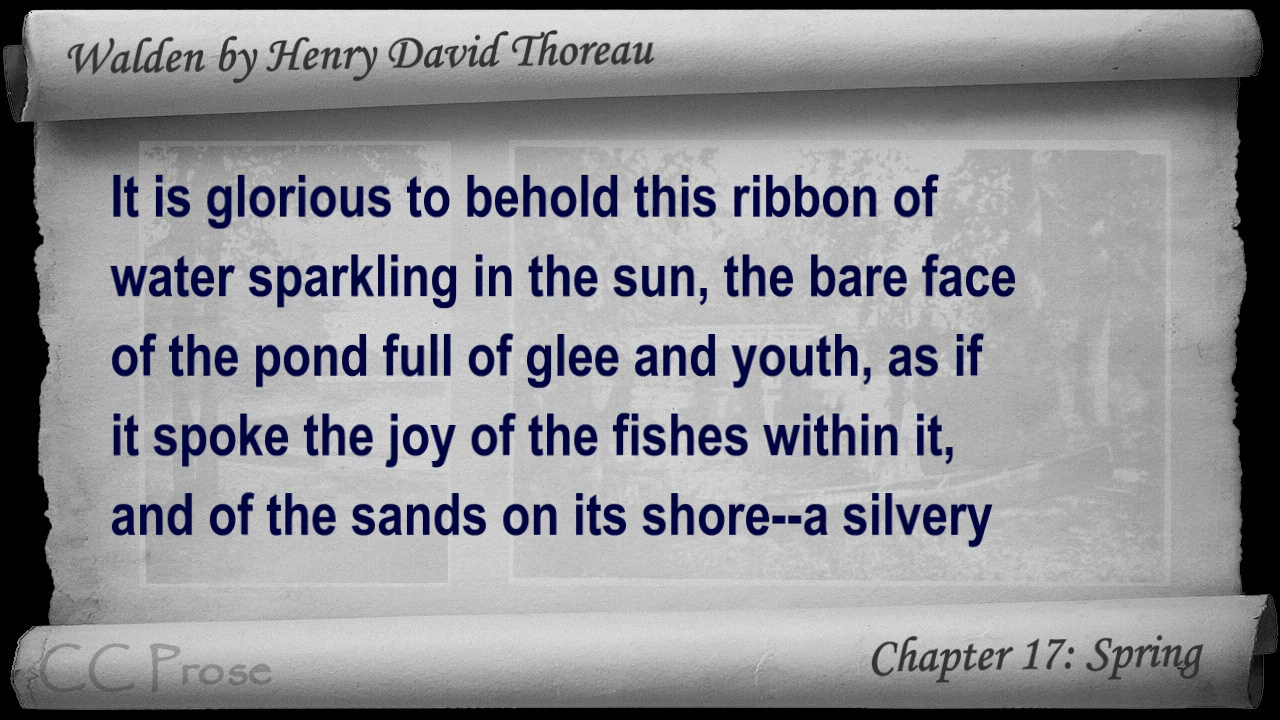 Walden by Henry David Thoreau
It is glorious to behold this ribbon of
water sparkling in the sun, the bare face
of the pond full of glee and youth, as if
it spoke the joy of the fishes within it,
and of the sands on its shore--a silvery
CC Prose
Chapter 17: Spring